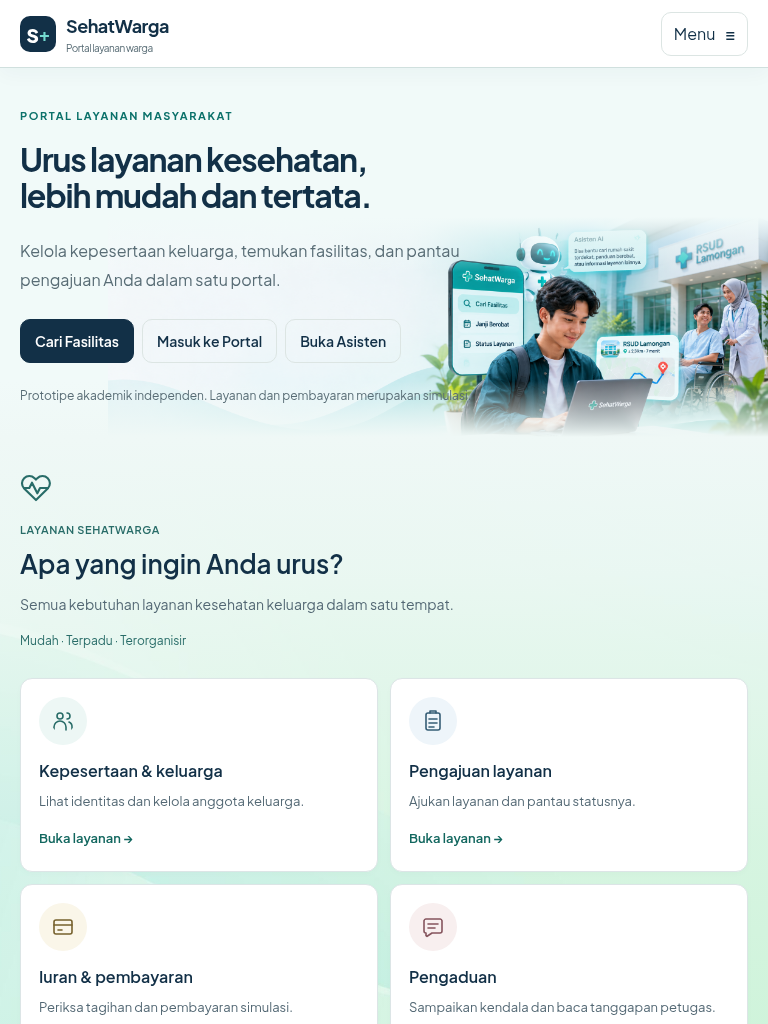 S+
SehatWarga
Portal layanan warga
Menu ≡
PORTAL LAYANAN MASYARAKAT
Urus layanan kesehatan,
lebih mudah dan tertata.
Kelola kepesertaan keluarga, temukan fasilitas, dan pantau
pengajuan Anda dalam satu portal.
Cari Fasilitas
Masuk ke Portal
Buka Asisten
Prototipe akademik independen. Layanan dan pembayaran merupakan simulasi.
Asisten AI
SehatWarga
Cari Fasilitas
Janji Berobat
Status Layanan
RSUD
Lamongan
RSUD Lamongan
SehatWarga
LAYANAN SEHATWARGA
Apa yang ingin Anda urus?
Semua kebutuhan layanan kesehatan keluarga dalam satu tempat.
Mudah · Terpadu · Terorganisir
Kepesertaan & keluarga
Lihat identitas dan kelola anggota keluarga.
Buka layanan →
Pengajuan layanan
Ajukan layanan dan pantau statusnya.
Buka layanan →
Iuran & pembayaran
Periksa tagihan dan pembayaran simulasi.
Pengaduan
Sampaikan kendala dan baca tanggapan petugas.